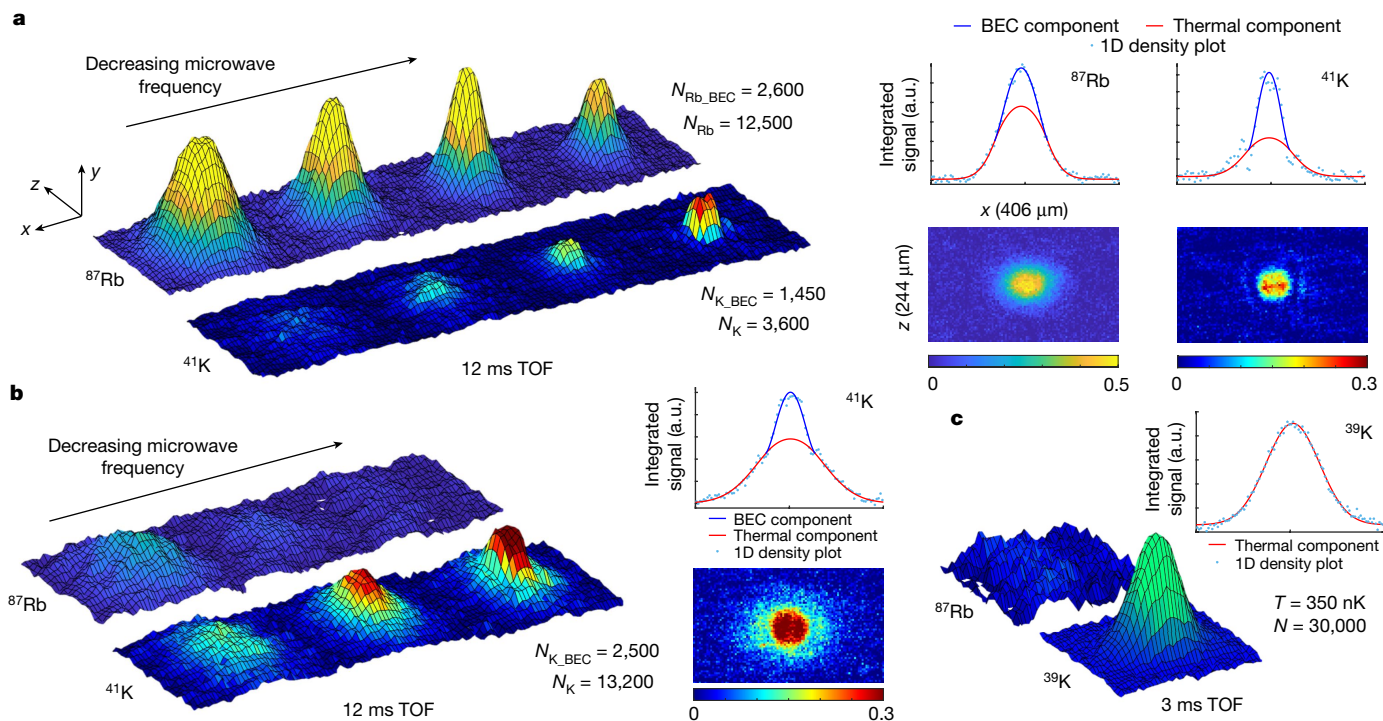 a
Decreasing microwave
frequency
N_Rb_BEC = 2,600
N_Rb = 12,500
z
y
x
⁸⁷Rb
N_K_BEC = 1,450
N_K = 3,600
⁴¹K
12 ms TOF
BEC component
Thermal component
1D density plot
Integrated
signal (a.u.)
⁸⁷Rb
⁴¹K
x (406 μm)
z (244 μm)
0
0.5
0
0.3
b
Decreasing microwave
frequency
⁸⁷Rb
⁴¹K
12 ms TOF
N_K_BEC = 2,500
N_K = 13,200
Integrated
signal (a.u.)
⁴¹K
BEC component
Thermal component
1D density plot
0
0.3
c
Integrated
signal (a.u.)
³⁹K
Thermal component
1D density plot
⁸⁷Rb
T = 350 nK
N = 30,000
³⁹K
3 ms TOF